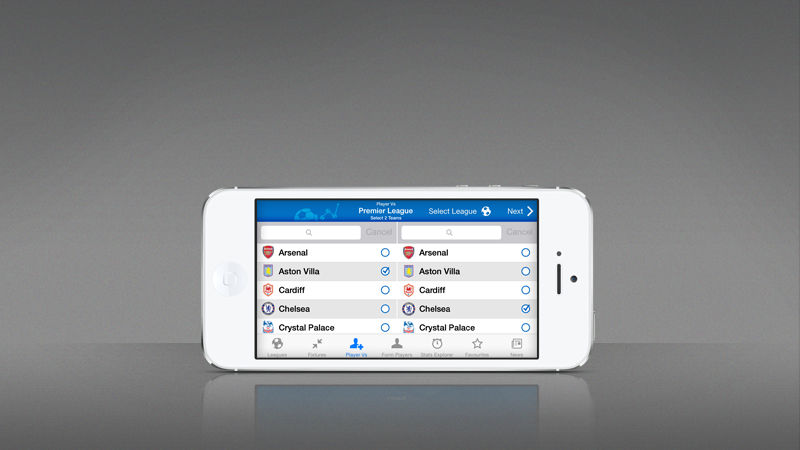 Player Vs
Premier League
Select 2 Teams
Select League
Next
Cancel
Cancel
Arsenal
Arsenal
Aston Villa
Aston Villa
Cardiff
Cardiff
Chelsea
Chelsea
Crystal Palace
Crystal Palace
Leagues
Fixtures
Player Vs
Form Players
Stats Explorer
Favourites
News